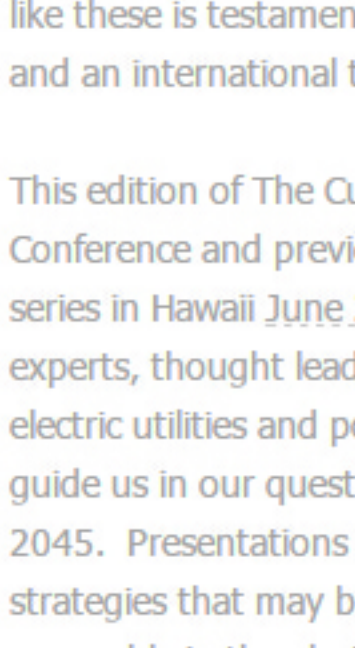 like these is testamen
and an international t
This edition of The Cu
Conference and previ
series in Hawaii June
experts, thought lead
electric utilities and po
guide us in our quest
2045. Presentations
strategies that may b